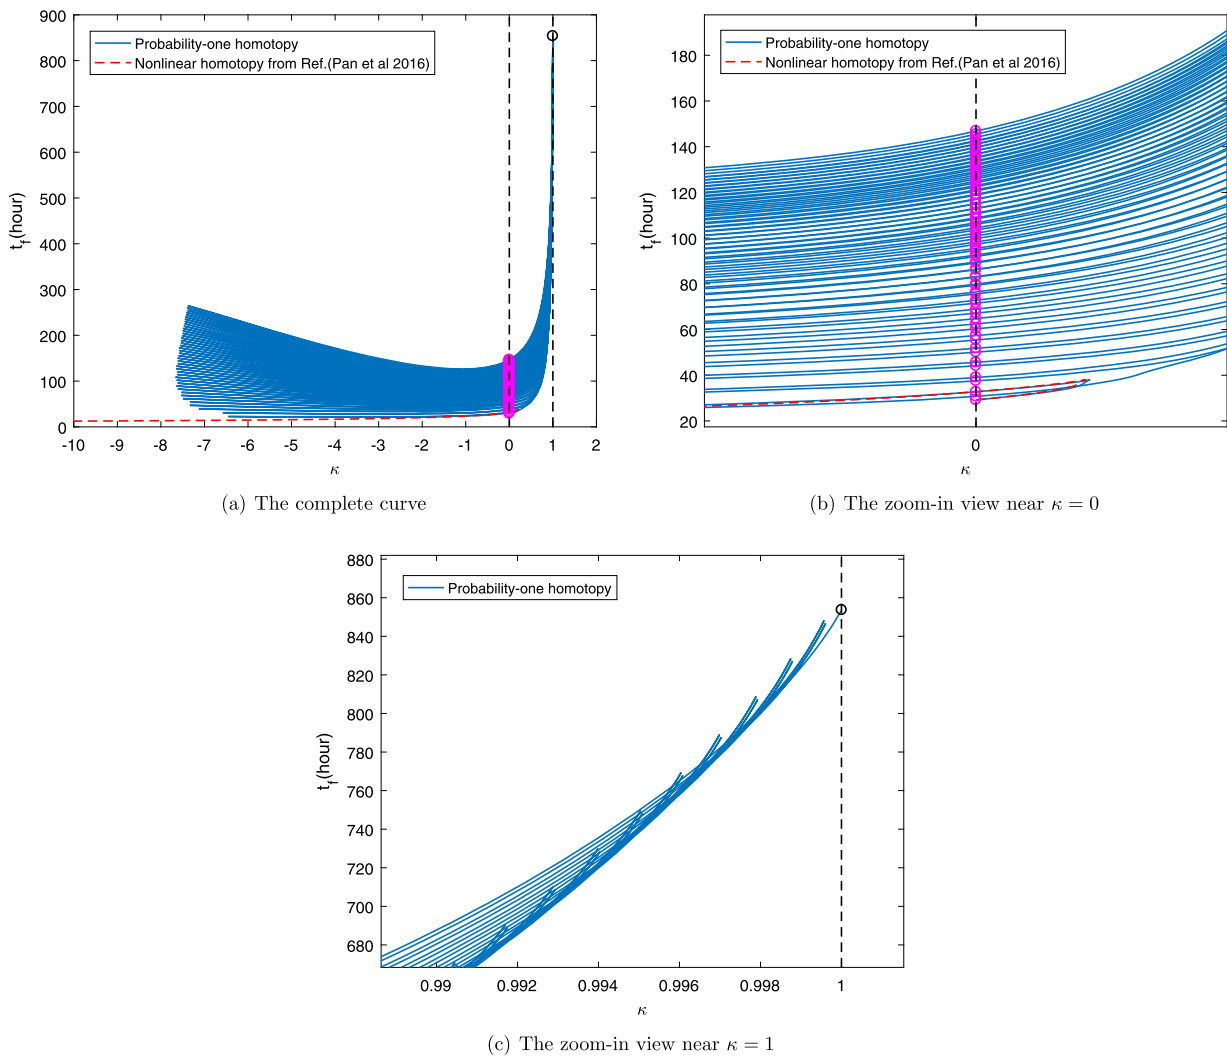 900
800
700
600
500
400
300
200
100
0
t_f(hour)
Probability-one homotopy
Nonlinear homotopy from Ref.(Pan et al 2016)
-10 -9 -8 -7 -6 -5 -4 -3 -2 -1 0 1 2
κ
(a) The complete curve
180
160
140
120
100
80
60
40
20
t_f(hour)
Probability-one homotopy
Nonlinear homotopy from Ref.(Pan et al 2016)
0
κ
(b) The zoom-in view near κ = 0
880
860
840
820
800
780
760
740
720
700
680
t_f(hour)
Probability-one homotopy
0.99 0.992 0.994 0.996 0.998 1
κ
(c) The zoom-in view near κ = 1